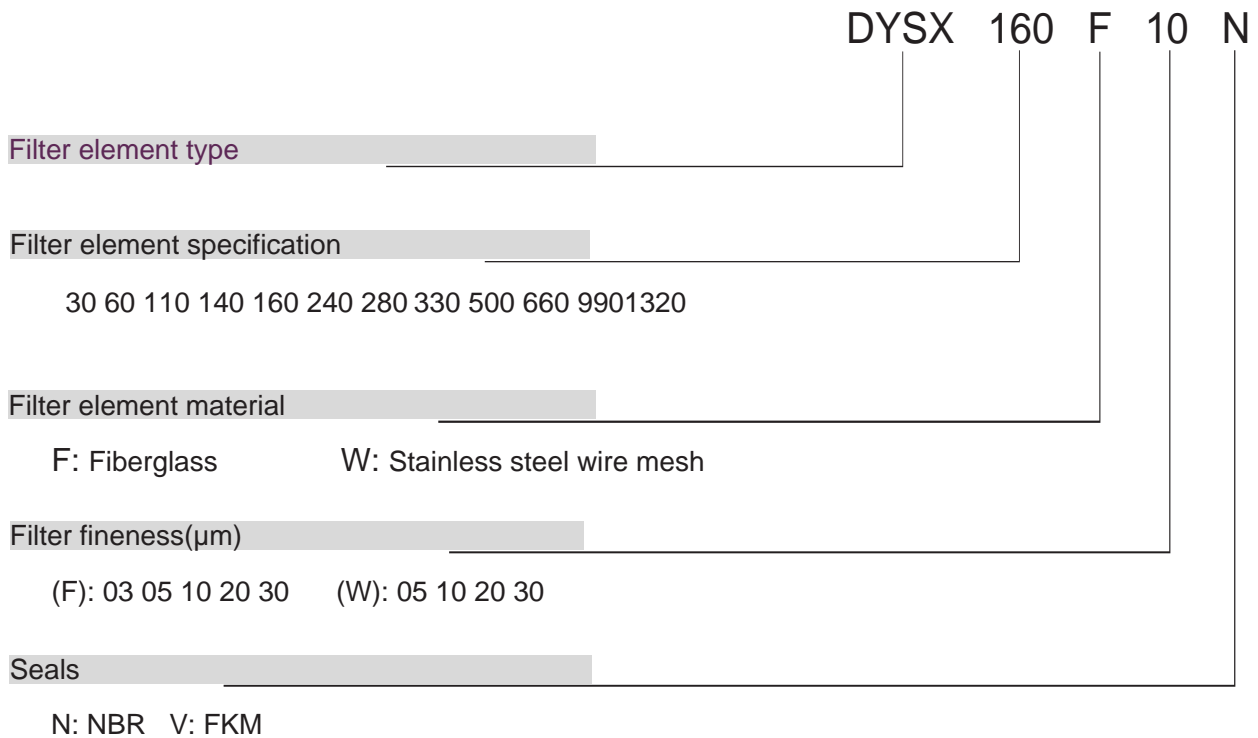 DYSX 160 F 10 N
Filter element type
Filter element specification
30 60 110 140 160 240 280 330 500 660 9901320
Filter element material
F: Fiberglass W: Stainless steel wire mesh
Filter fineness(μm)
(F): 03 05 10 20 30 (W): 05 10 20 30
Seals
N: NBR V: FKM